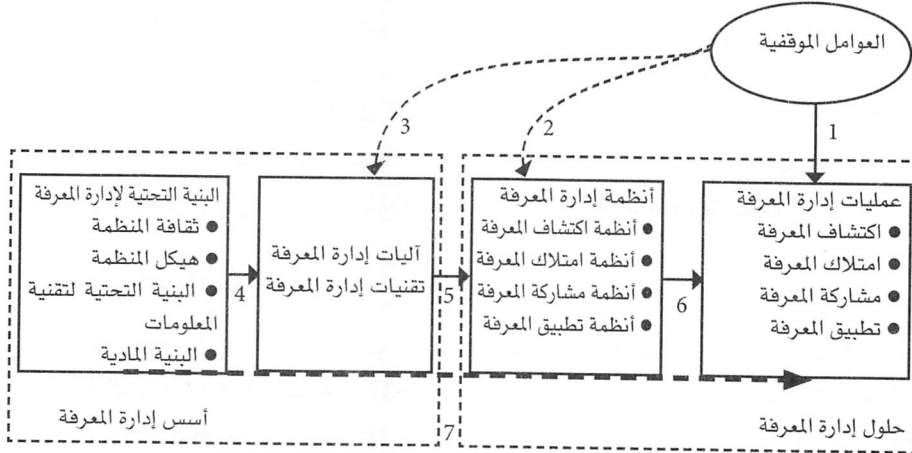 العوامل الموقفية
1
2
3
عمليات إدارة المعرفة
● اكتشاف المعرفة
● امتلاك المعرفة
● مشاركة المعرفة
● تطبيق المعرفة
6
أنظمة إدارة المعرفة
● أنظمة اكتشاف المعرفة
● أنظمة امتلاك المعرفة
● أنظمة مشاركة المعرفة
● أنظمة تطبيق المعرفة
5
آليات إدارة المعرفة
تقنيات إدارة المعرفة
4
البنية التحتية لإدارة المعرفة
● ثقافة المنظمة
● هيكل المنظمة
● البنية التحتية لتقنية
المعلومات
● البنية المادية
حلول إدارة المعرفة
7
أسس إدارة المعرفة